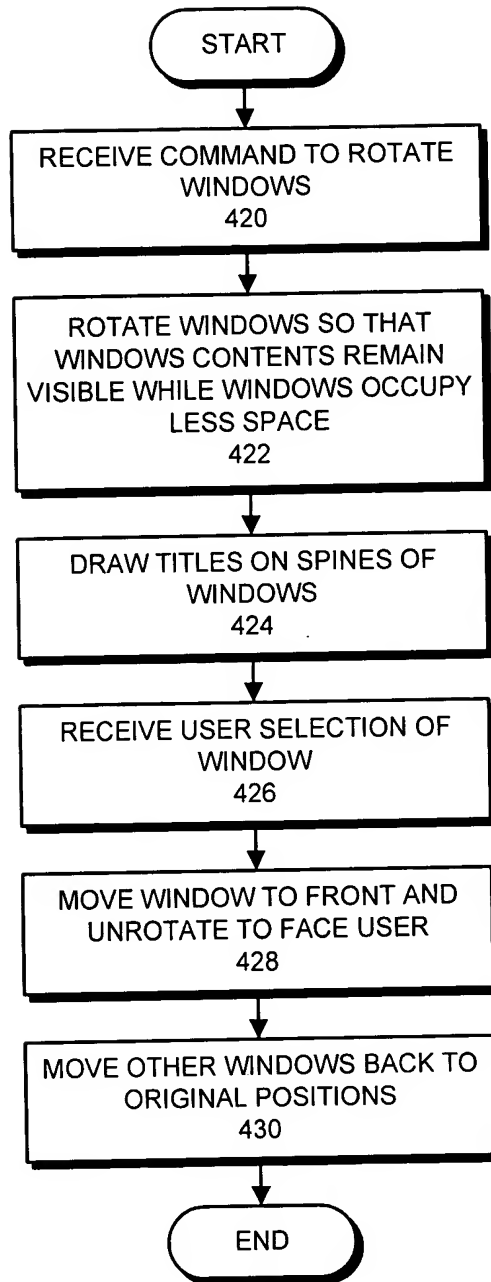 START
RECEIVE COMMAND TO ROTATE
WINDOWS
420
ROTATE WINDOWS SO THAT
WINDOWS CONTENTS REMAIN
VISIBLE WHILE WINDOWS OCCUPY
LESS SPACE
422
DRAW TITLES ON SPINES OF
WINDOWS
424
RECEIVE USER SELECTION OF
WINDOW
426
MOVE WINDOW TO FRONT AND
UNROTATE TO FACE USER
428
MOVE OTHER WINDOWS BACK TO
ORIGINAL POSITIONS
430
END